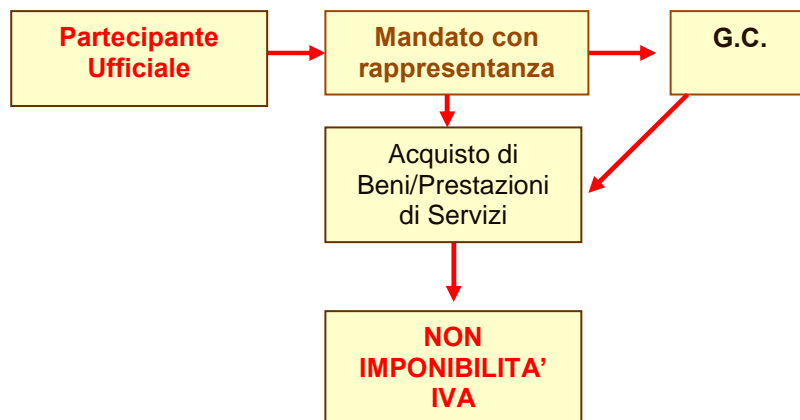 Partecipante
Ufficiale
Mandato con
rappresentanza
G.C.
Acquisto di
Beni/Prestazioni
di Servizi
NON
IMPONIBILITA’
IVA